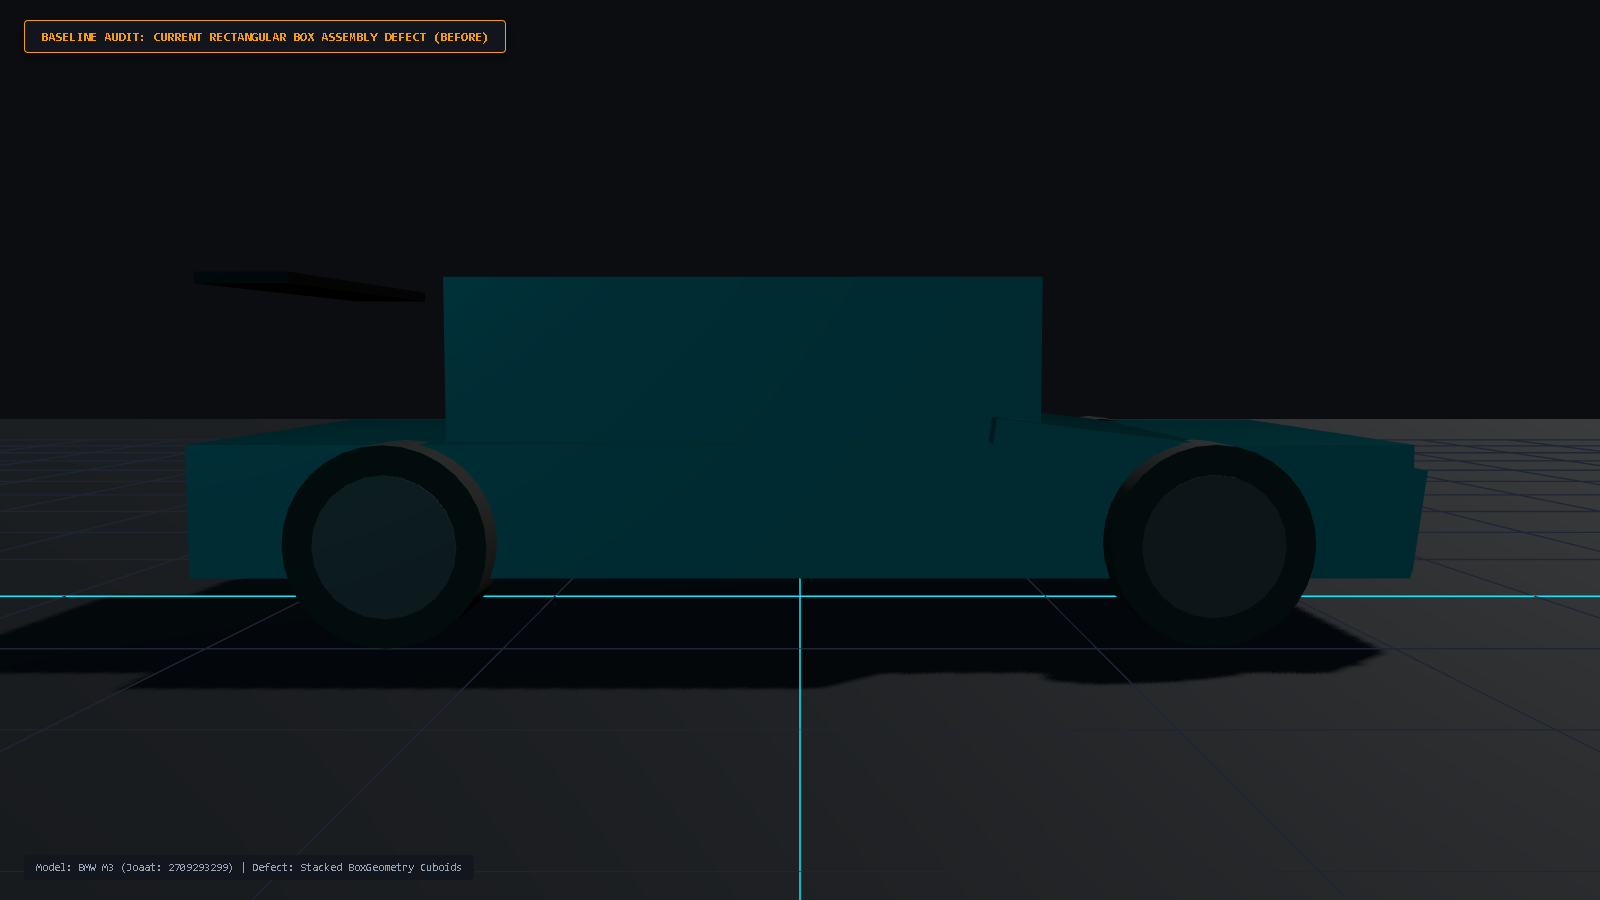 BASELINE AUDIT: CURRENT RECTANGULAR BOX ASSEMBLY DEFECT (BEFORE)
Model: BMW M3 (Joaat: 2709293299) | Defect: Stacked BoxGeometry Cuboids